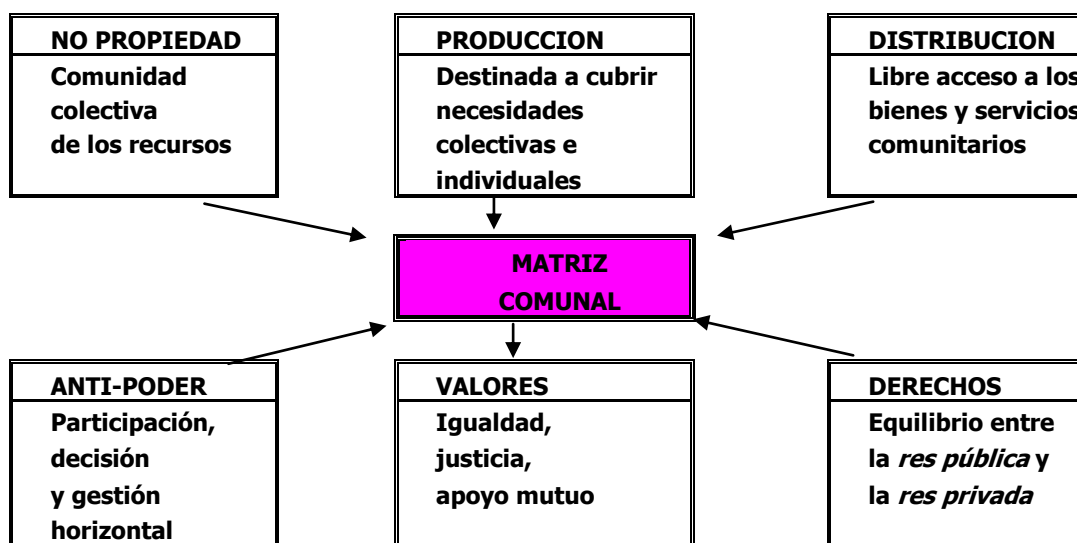 NO PROPIEDAD
Comunidad
colectiva
de los recursos
PRODUCCION
Destinada a cubrir
necesidades
colectivas e
individuales
DISTRIBUCION
Libre acceso a los
bienes y servicios
comunitarios
MATRIZ
COMUNAL
ANTI-PODER
Participación,
decisión
y gestión
horizontal
VALORES
Igualdad,
justicia,
apoyo mutuo
DERECHOS
Equilibrio entre
la res pública y
la res privada